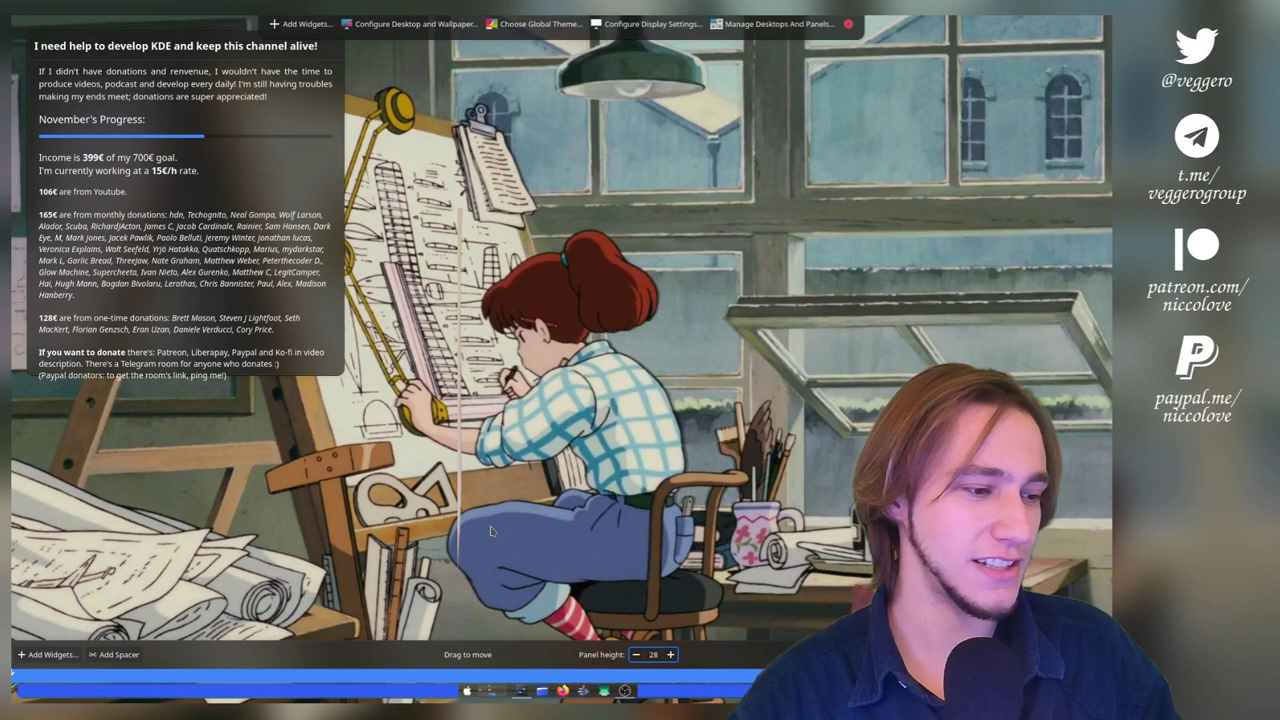 Add Widgets...
Configure Desktop and Wallpaper...
Choose Global Theme...
Configure Display Settings...
Manage Desktops And Panels...
I need help to develop KDE and keep this channel alive!
If I didn't have donations and renvenue, I wouldn't have the time to
produce videos, podcast and develop every daily! I'm still having troubles
making my ends meet; donations are super appreciated!
November's Progress:
Income is 399€ of my 700€ goal.
I'm currently working at a 15€/h rate.
106€ are from Youtube.
165€ are from monthly donations: hdn, Techognito, Neal Gompa, Wolf Larson,
Alador, Scuba, RichardJActon, James C, Jacob Cardinale, Rainier, Sam Hansen, Dark
Eye, M, Mark Jones, Jacek Pawlik, Paolo Belluti, Jeremy Winter, jonathan lucas,
Veronica Explains, Walt Seefeld, Yrjö Hatakka, Quatschkopp, Marius, mydarkstar,
Mark L, Garlic Bread, ThreeJaw, Nate Graham, Matthew Weber, Peterthecoder D.,
Glow Machine, Supercheeta, Ivan Nieto, Alex Gurenko, Matthew C, LegitCamper,
Hai, Hugh Mann, Bogdan Bivolaru, Lerothas, Chris Bannister, Paul, Alex, Madison
Hanberry.
128€ are from one-time donations: Brett Mason, Steven J Lightfoot, Seth
MacKert, Florian Genzsch, Eran Uzan, Daniele Verducci, Cory Price.
If you want to donate there's: Patreon, Liberapay, Paypal and Ko-fi in video
description. There's a Telegram room for anyone who donates :)
(Paypal donators: to get the room's link, ping me!)
@veggero
t.me/
veggerogroup
patreon.com/
niccolove
paypal.me/
niccolove
Add Widgets...
Add Spacer
Drag to move
Panel height:
28